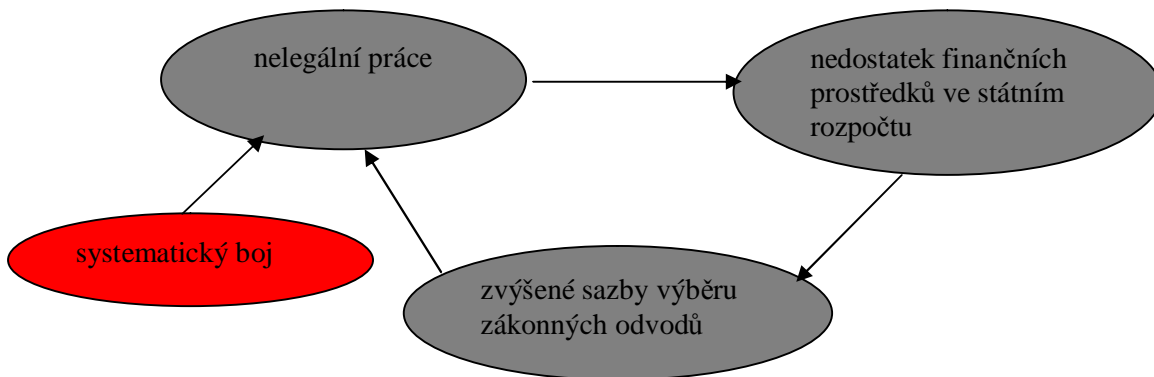 nelegální práce
nedostatek finančních
prostředků ve státním
rozpočtu
systematický boj
zvýšené sazby výběru
zákonných odvodů